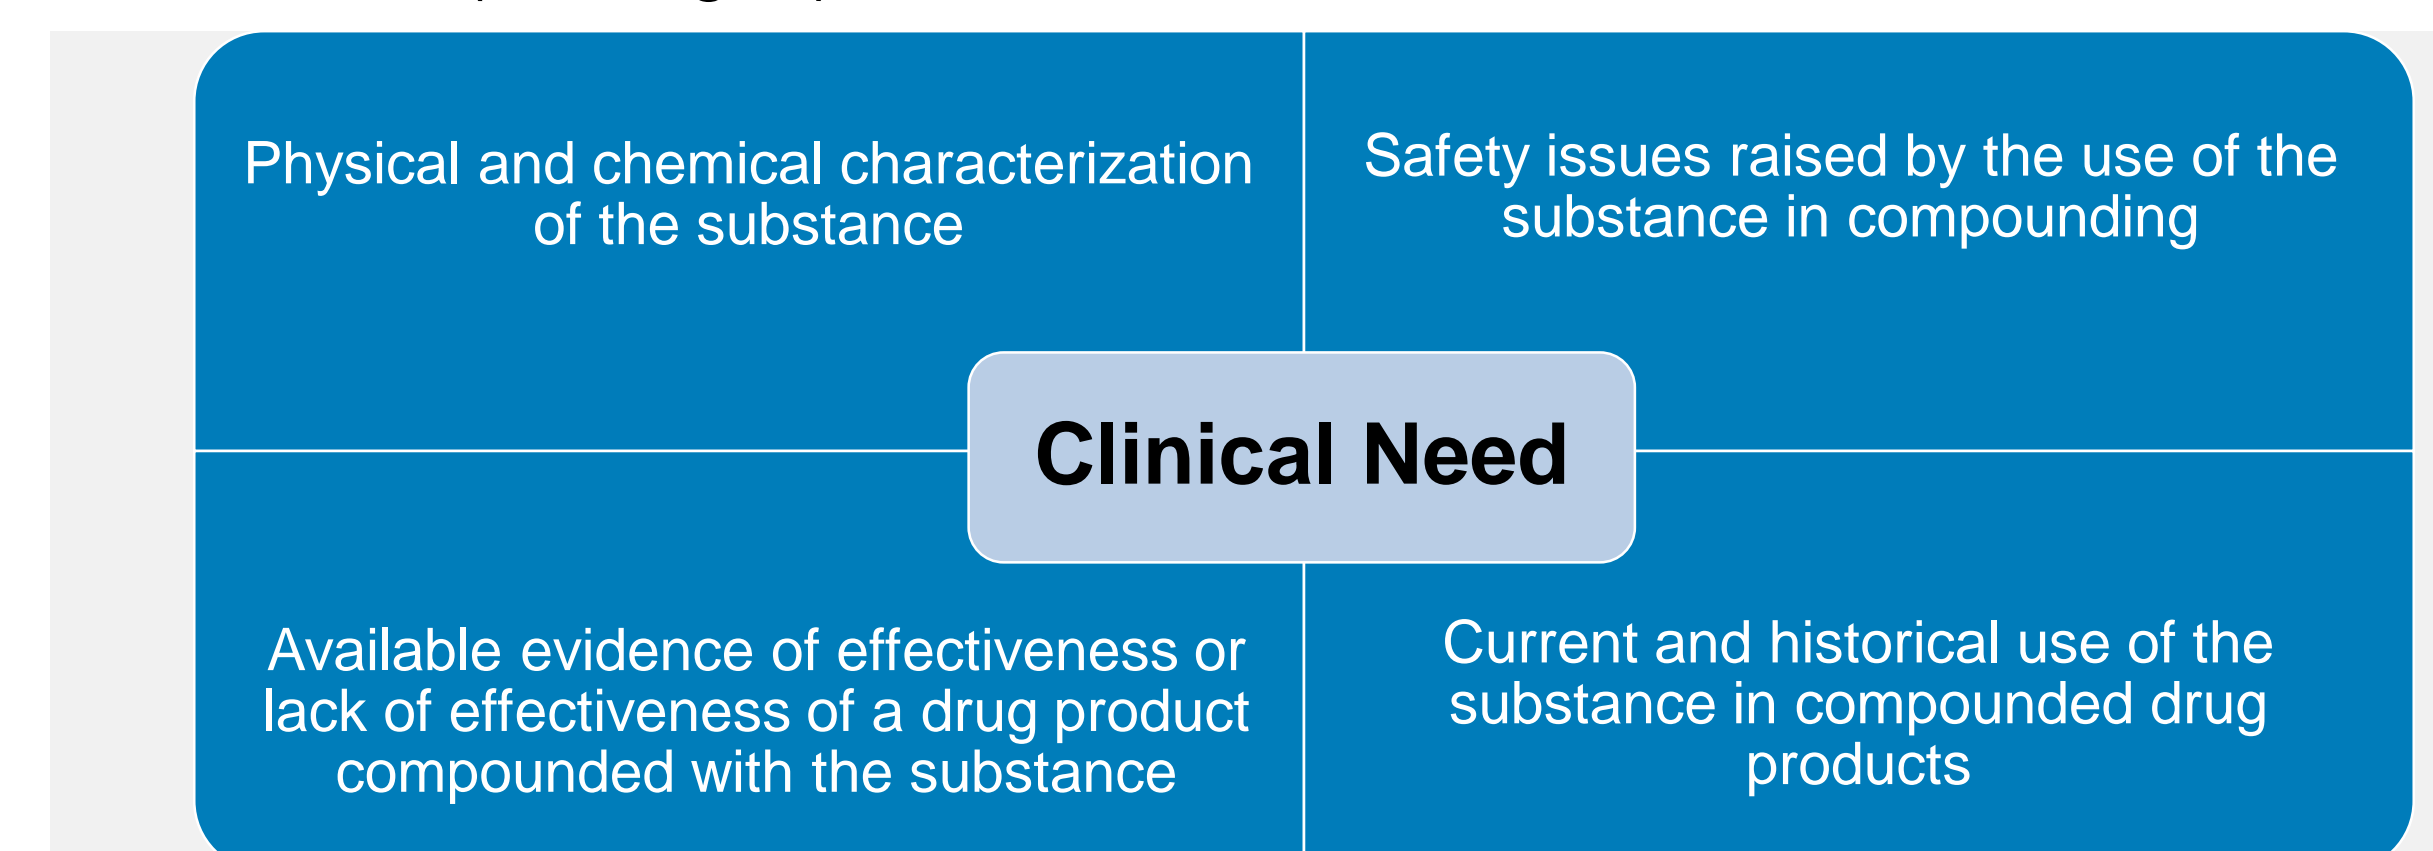 Physical and chemical characterization
of the substance
Safety issues raised by the use of the
substance in compounding
Clinical Need
Available evidence of effectiveness or
lack of effectiveness of a drug product
compounded with the substance
Current and historical use of the
substance in compounded drug
products